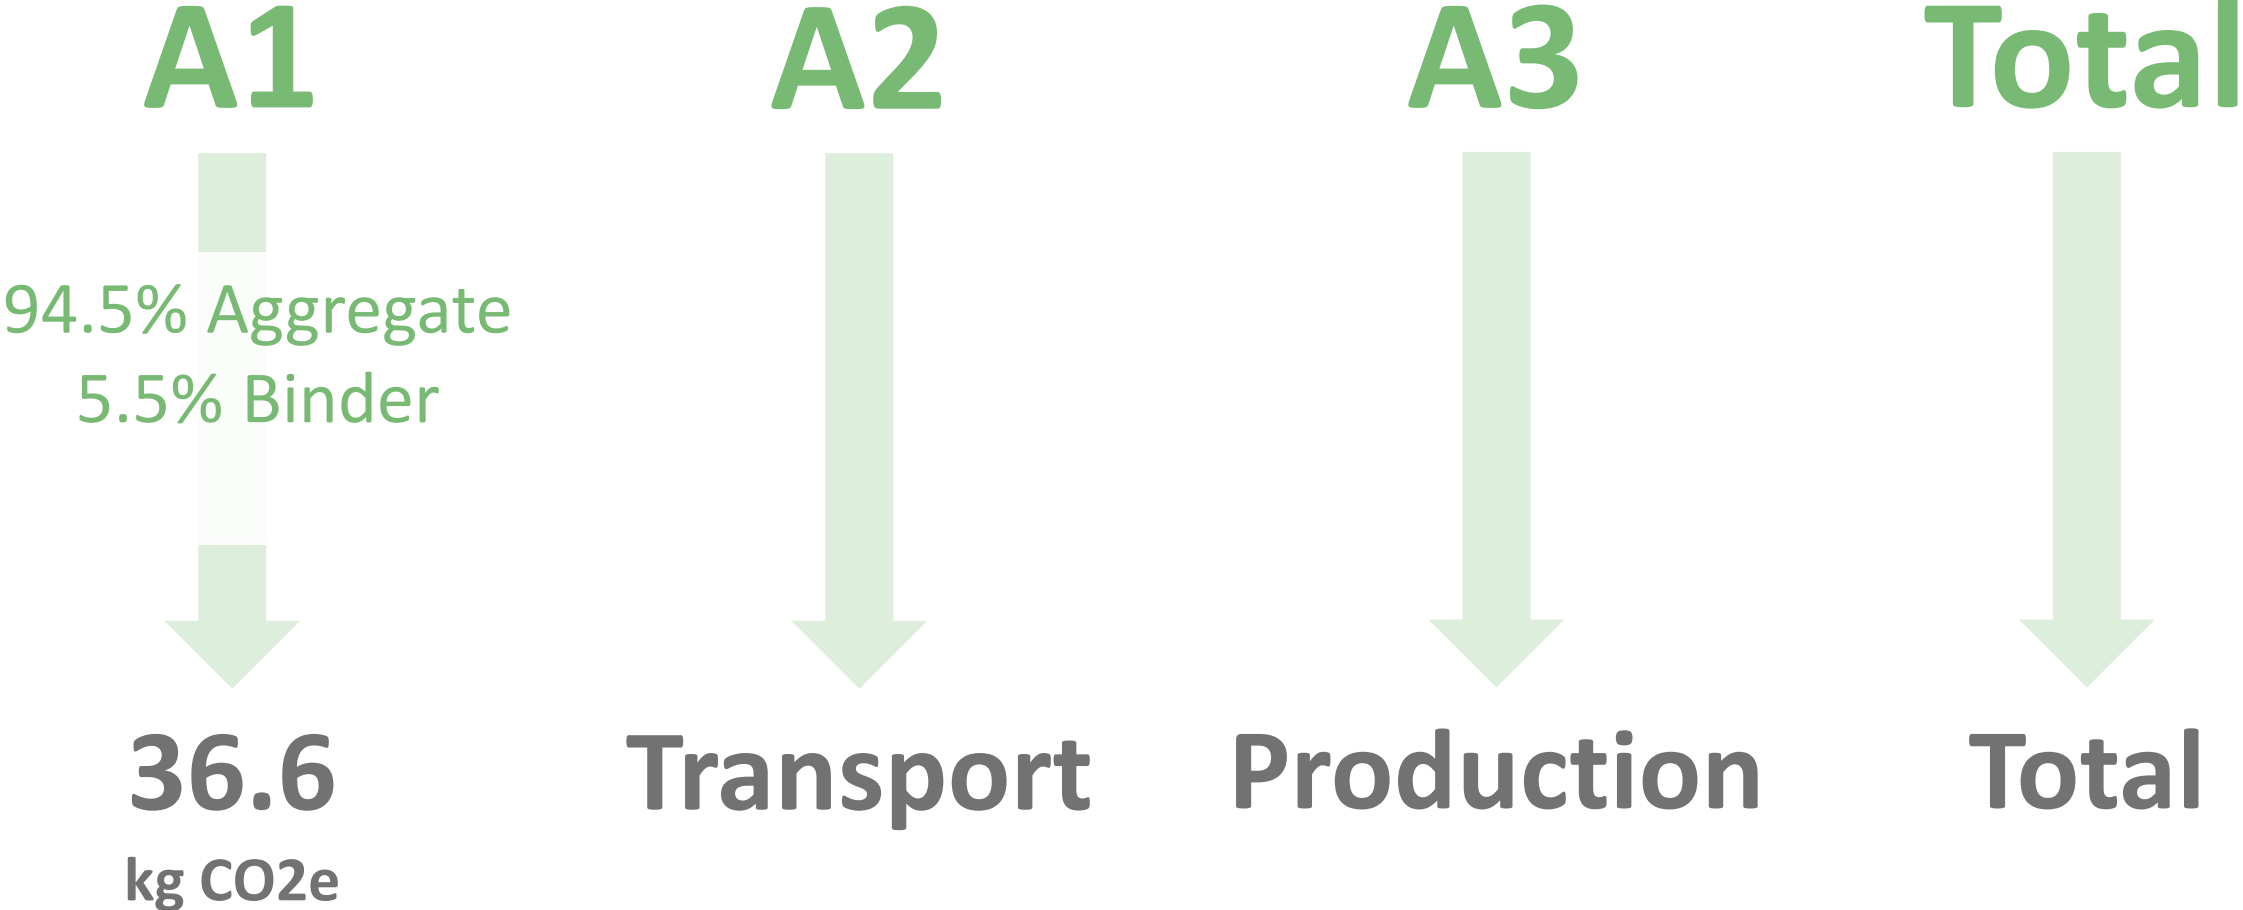 A1 A2 A3 Total
94.5% Aggregate
5.5% Binder
36.6 Transport Production Total
kg CO2e